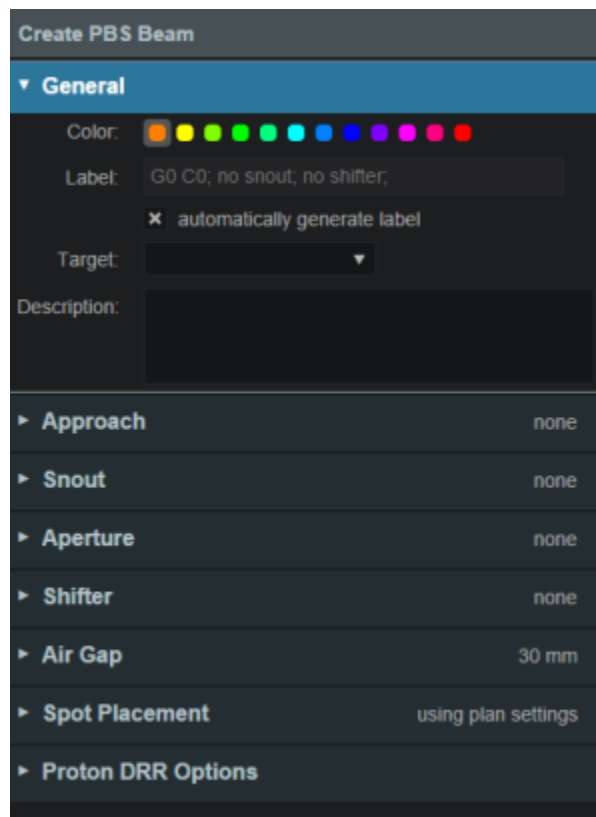 Create PBS Beam
General
Color:
Label: G0 C0; no snout; no shifter;
automatically generate label
Target:
Description:
Approach none
Snout none
Aperture none
Shifter none
Air Gap 30 mm
Spot Placement using plan settings
Proton DRR Options